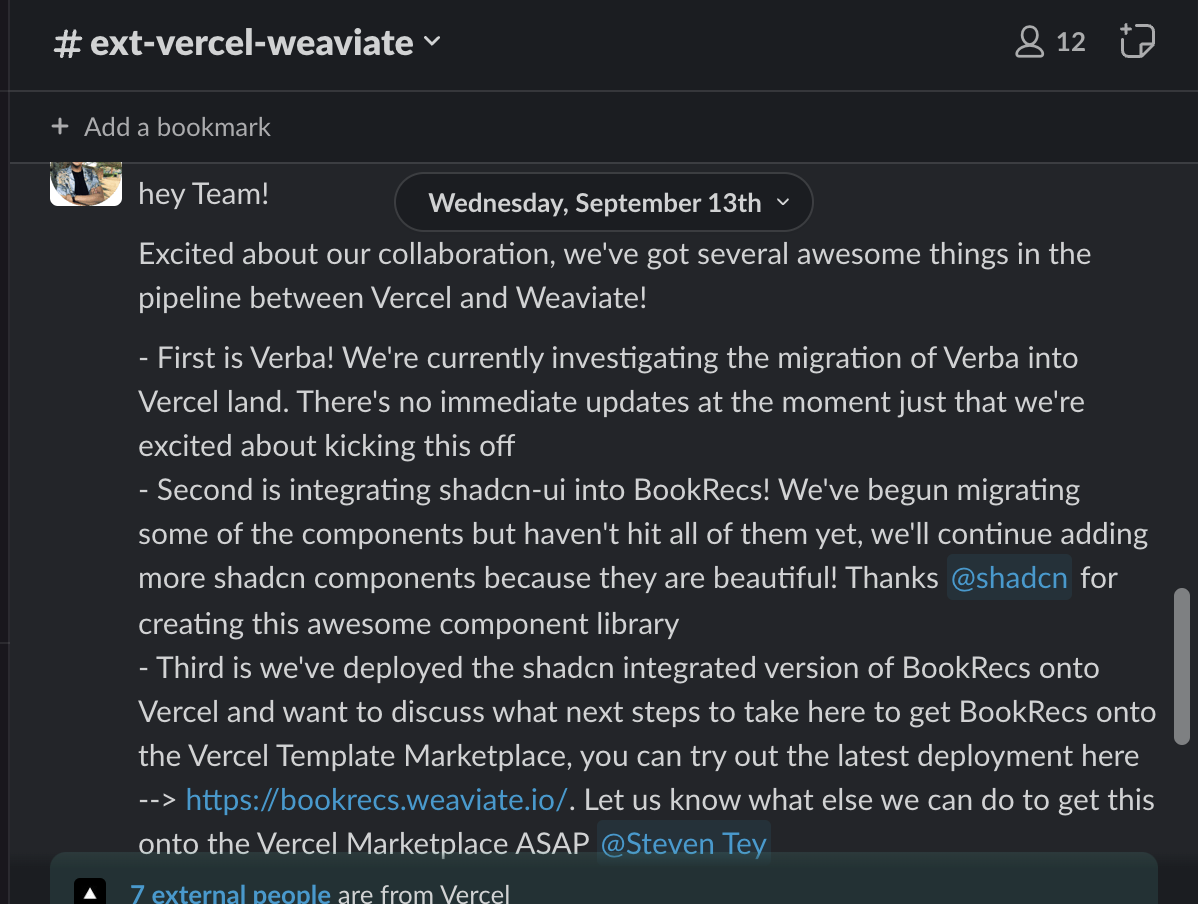 # ext-vercel-weaviate
12
+ Add a bookmark
hey Team!
Wednesday, September 13th
Excited about our collaboration, we've got several awesome things in the
pipeline between Vercel and Weaviate!
- First is Verba! We're currently investigating the migration of Verba into
Vercel land. There's no immediate updates at the moment just that we're
excited about kicking this off
- Second is integrating shadcn-ui into BookRecs! We've begun migrating
some of the components but haven't hit all of them yet, we'll continue adding
more shadcn components because they are beautiful! Thanks @shadcn for
creating this awesome component library
- Third is we've deployed the shadcn integrated version of BookRecs onto
Vercel and want to discuss what next steps to take here to get BookRecs onto
the Vercel Template Marketplace, you can try out the latest deployment here
--> https://bookrecs.weaviate.io/. Let us know what else we can do to get this
onto the Vercel Marketplace ASAP @Steven Tey
7 external people are from Vercel